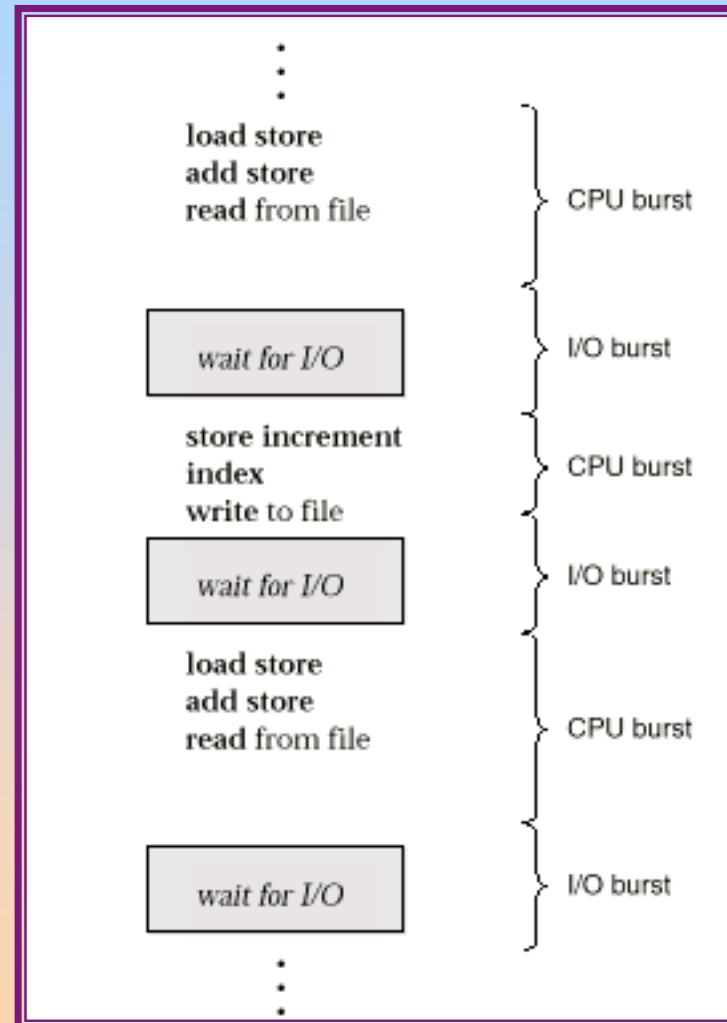 load store
add store
read from file
CPU burst
wait for I/O
I/O burst
store increment
index
write to file
CPU burst
wait for I/O
I/O burst
load store
add store
read from file
CPU burst
wait for I/O
I/O burst